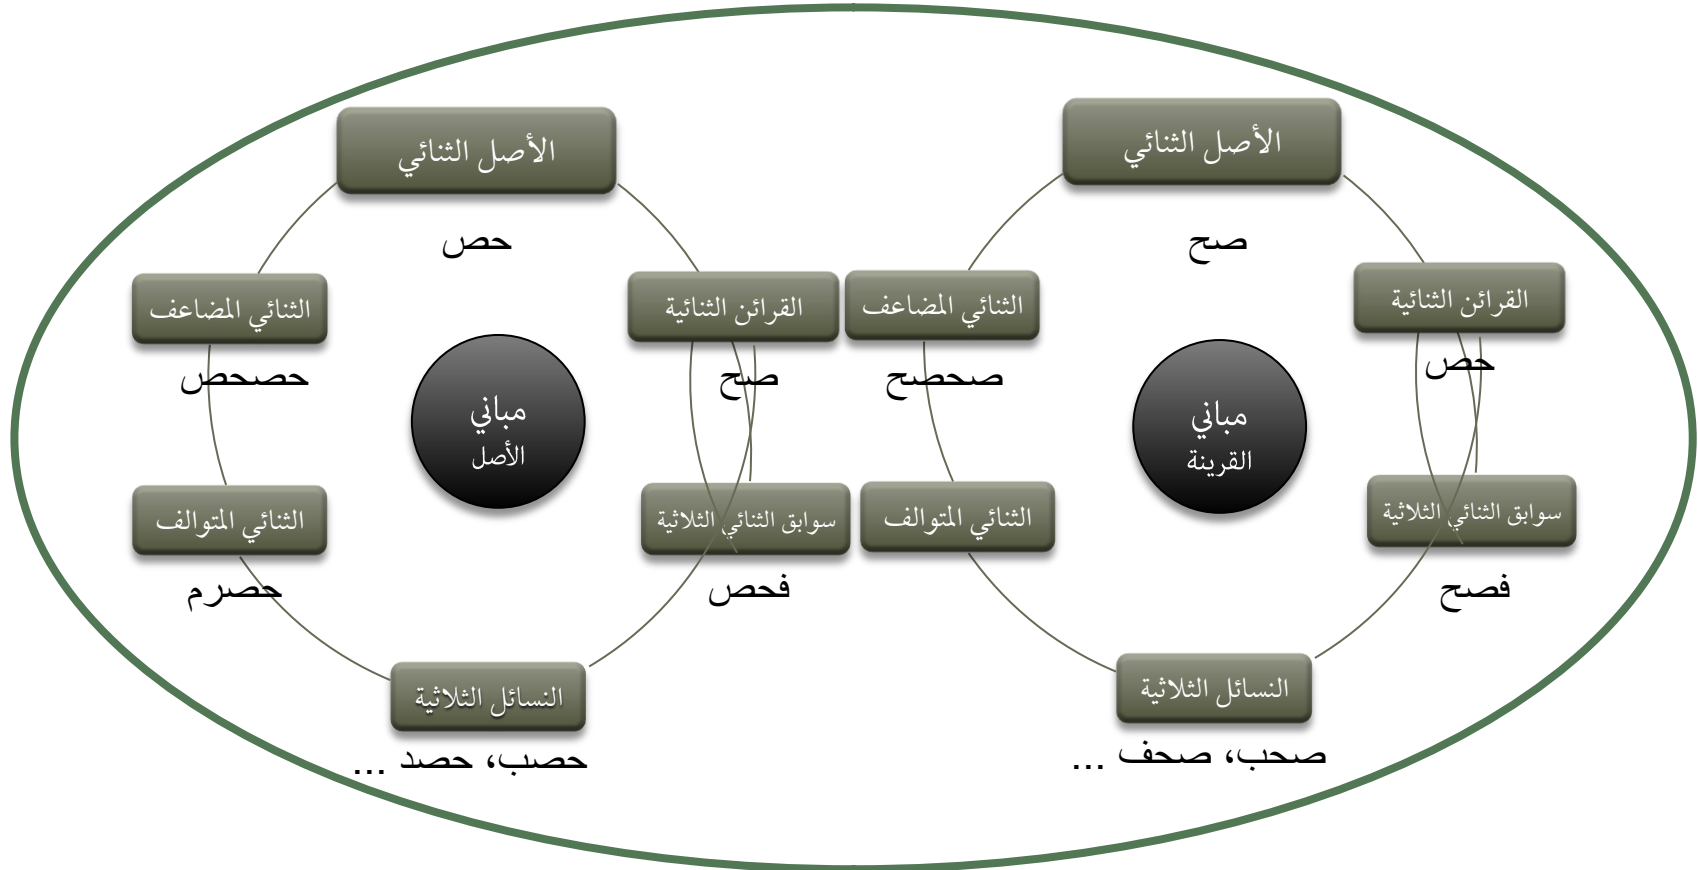 الأصل الثنائي
صح
القرائن الثنائية
حص
الثنائي المضاعف
صحصح
مباني
القرينة
سوابق الثنائي الثلاثية
فصح
الثنائي المتوالف
النسائل الثلاثية
صحب، صحف ...
الأصل الثنائي
حص
القرائن الثنائية
صح
الثنائي المضاعف
حصحص
مباني
الأصل
سوابق الثنائي الثلاثية
فحص
الثنائي المتوالف
حصرم
النسائل الثلاثية
حصب، حصد ...